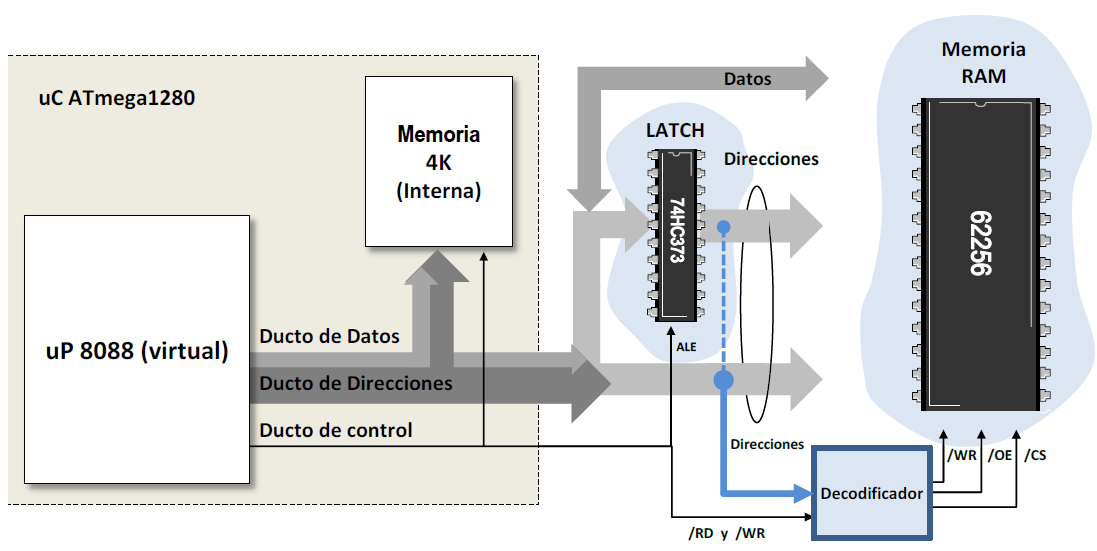 uC ATmega1280
Memoria
4K
(Interna)
uP 8088 (virtual)
Ducto de Datos
Ducto de Direcciones
Ducto de control
Datos
LATCH
74HC373
ALE
Direcciones
Direcciones
/RD y /WR
Decodificador
/WR
/OE
/CS
Memoria
RAM
62256